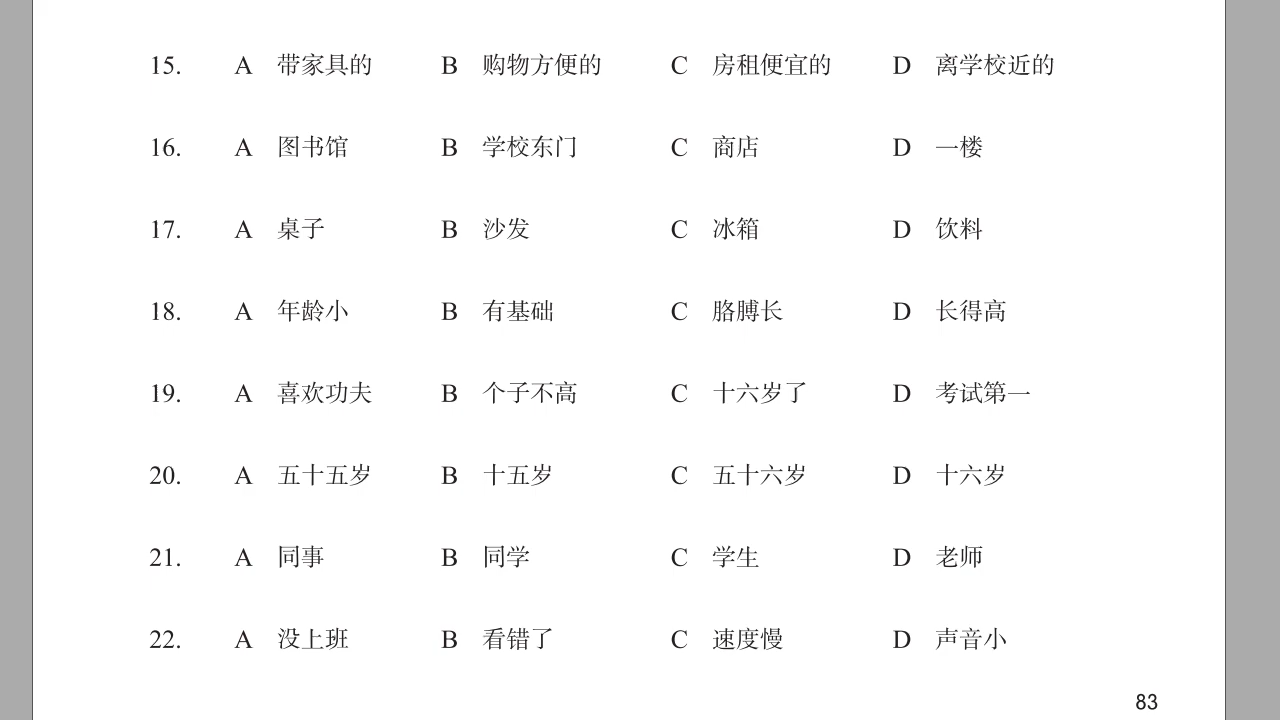 15. A 带家具的 B 购物方便的 C 房租便宜的 D 离学校近的
16. A 图书馆 B 学校东门 C 商店 D 一楼
17. A 桌子 B 沙发 C 冰箱 D 饮料
18. A 年龄小 B 有基础 C 胳膊长 D 长得高
19. A 喜欢功夫 B 个子不高 C 十六岁了 D 考试第一
20. A 五十五岁 B 十五岁 C 五十六岁 D 十六岁
21. A 同事 B 同学 C 学生 D 老师
22. A 没上班 B 看错了 C 速度慢 D 声音小
83